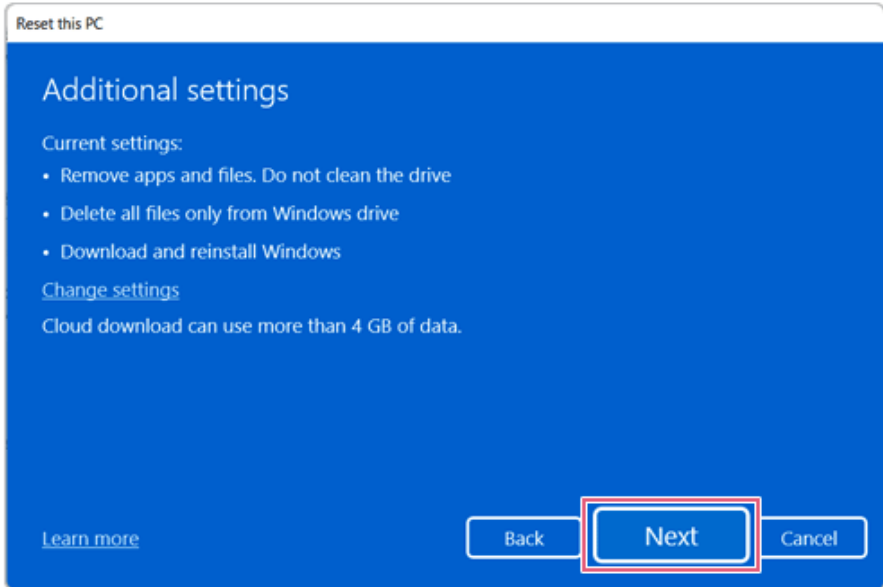 Reset this PC
Additional settings
Current settings:
• Remove apps and files. Do not clean the drive
• Delete all files only from Windows drive
• Download and reinstall Windows
Change settings
Cloud download can use more than 4 GB of data.
Learn more
Back
Next
Cancel